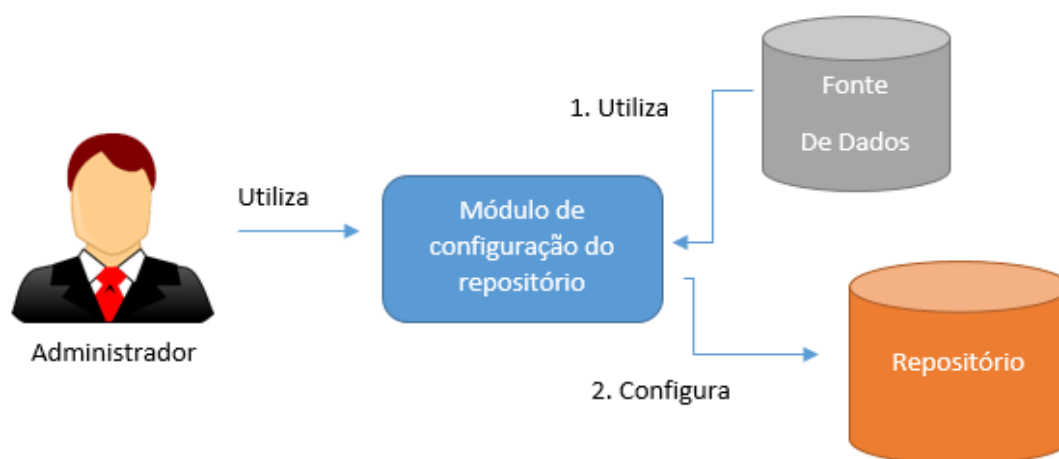 Fonte
De Dados
1. Utiliza
Utiliza
Módulo de
configuração do
repositório
Administrador
Repositório
2. Configura